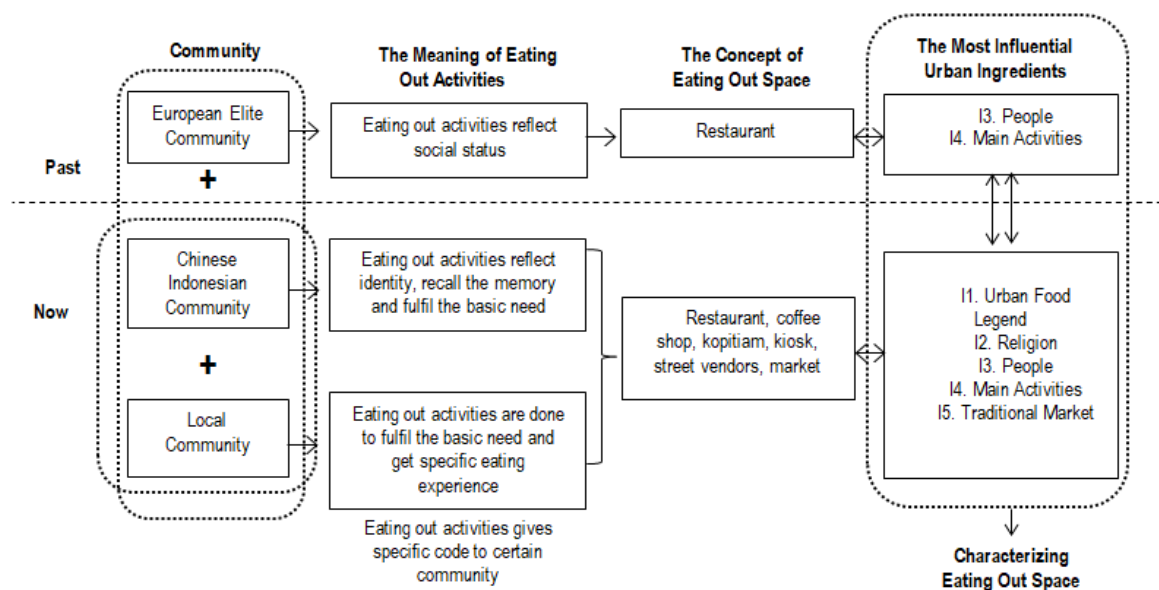 Community
The Meaning of Eating
Out Activities
The Concept of
Eating Out Space
The Most Influential
Urban Ingredients
Past
European Elite
Community
Eating out activities reflect
social status
Restaurant
I3. People
I4. Main Activities
+
Now
Chinese
Indonesian
Community
Eating out activities reflect
identity, recall the memory
and fulfil the basic need
+
Local
Community
Eating out activities are done
to fulfil the basic need and
get specific eating
experience
Restaurant, coffee
shop, kopitiam, kiosk,
street vendors, market
I1. Urban Food
Legend
I2. Religion
I3. People
I4. Main Activities
I5. Traditional Market
Eating out activities gives
specific code to certain
community
Characterizing
Eating Out Space